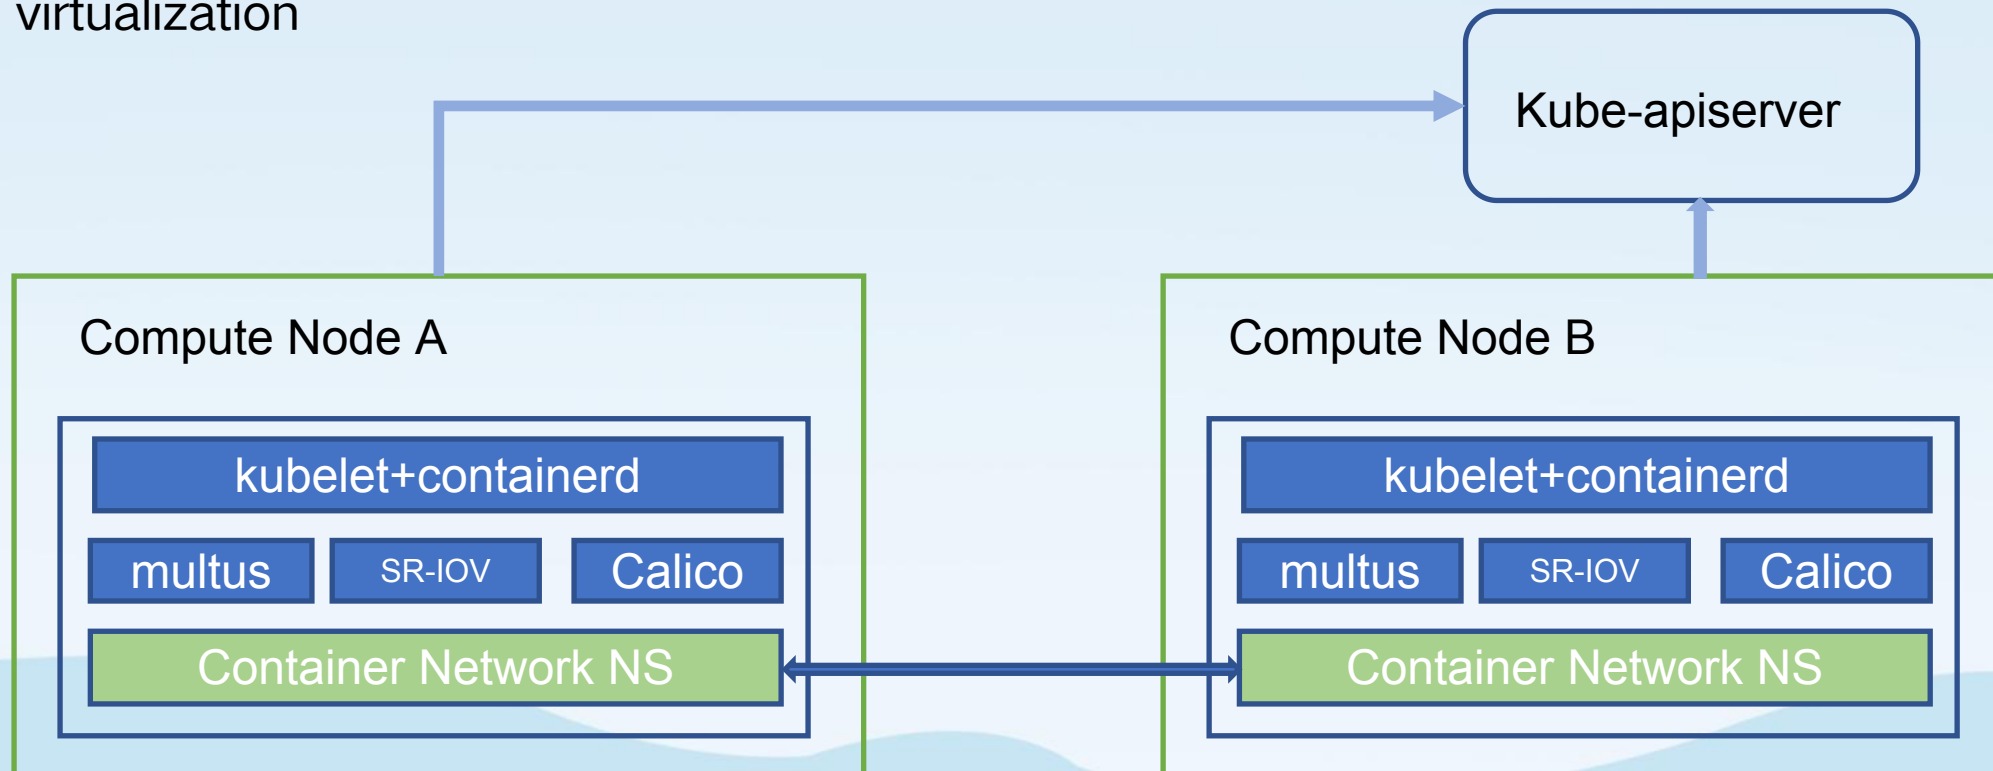 virtualization
Kube-apiserver
Compute Node A
kubelet+containerd
multus
SR-IOV
Calico
Container Network NS
Compute Node B
kubelet+containerd
multus
SR-IOV
Calico
Container Network NS